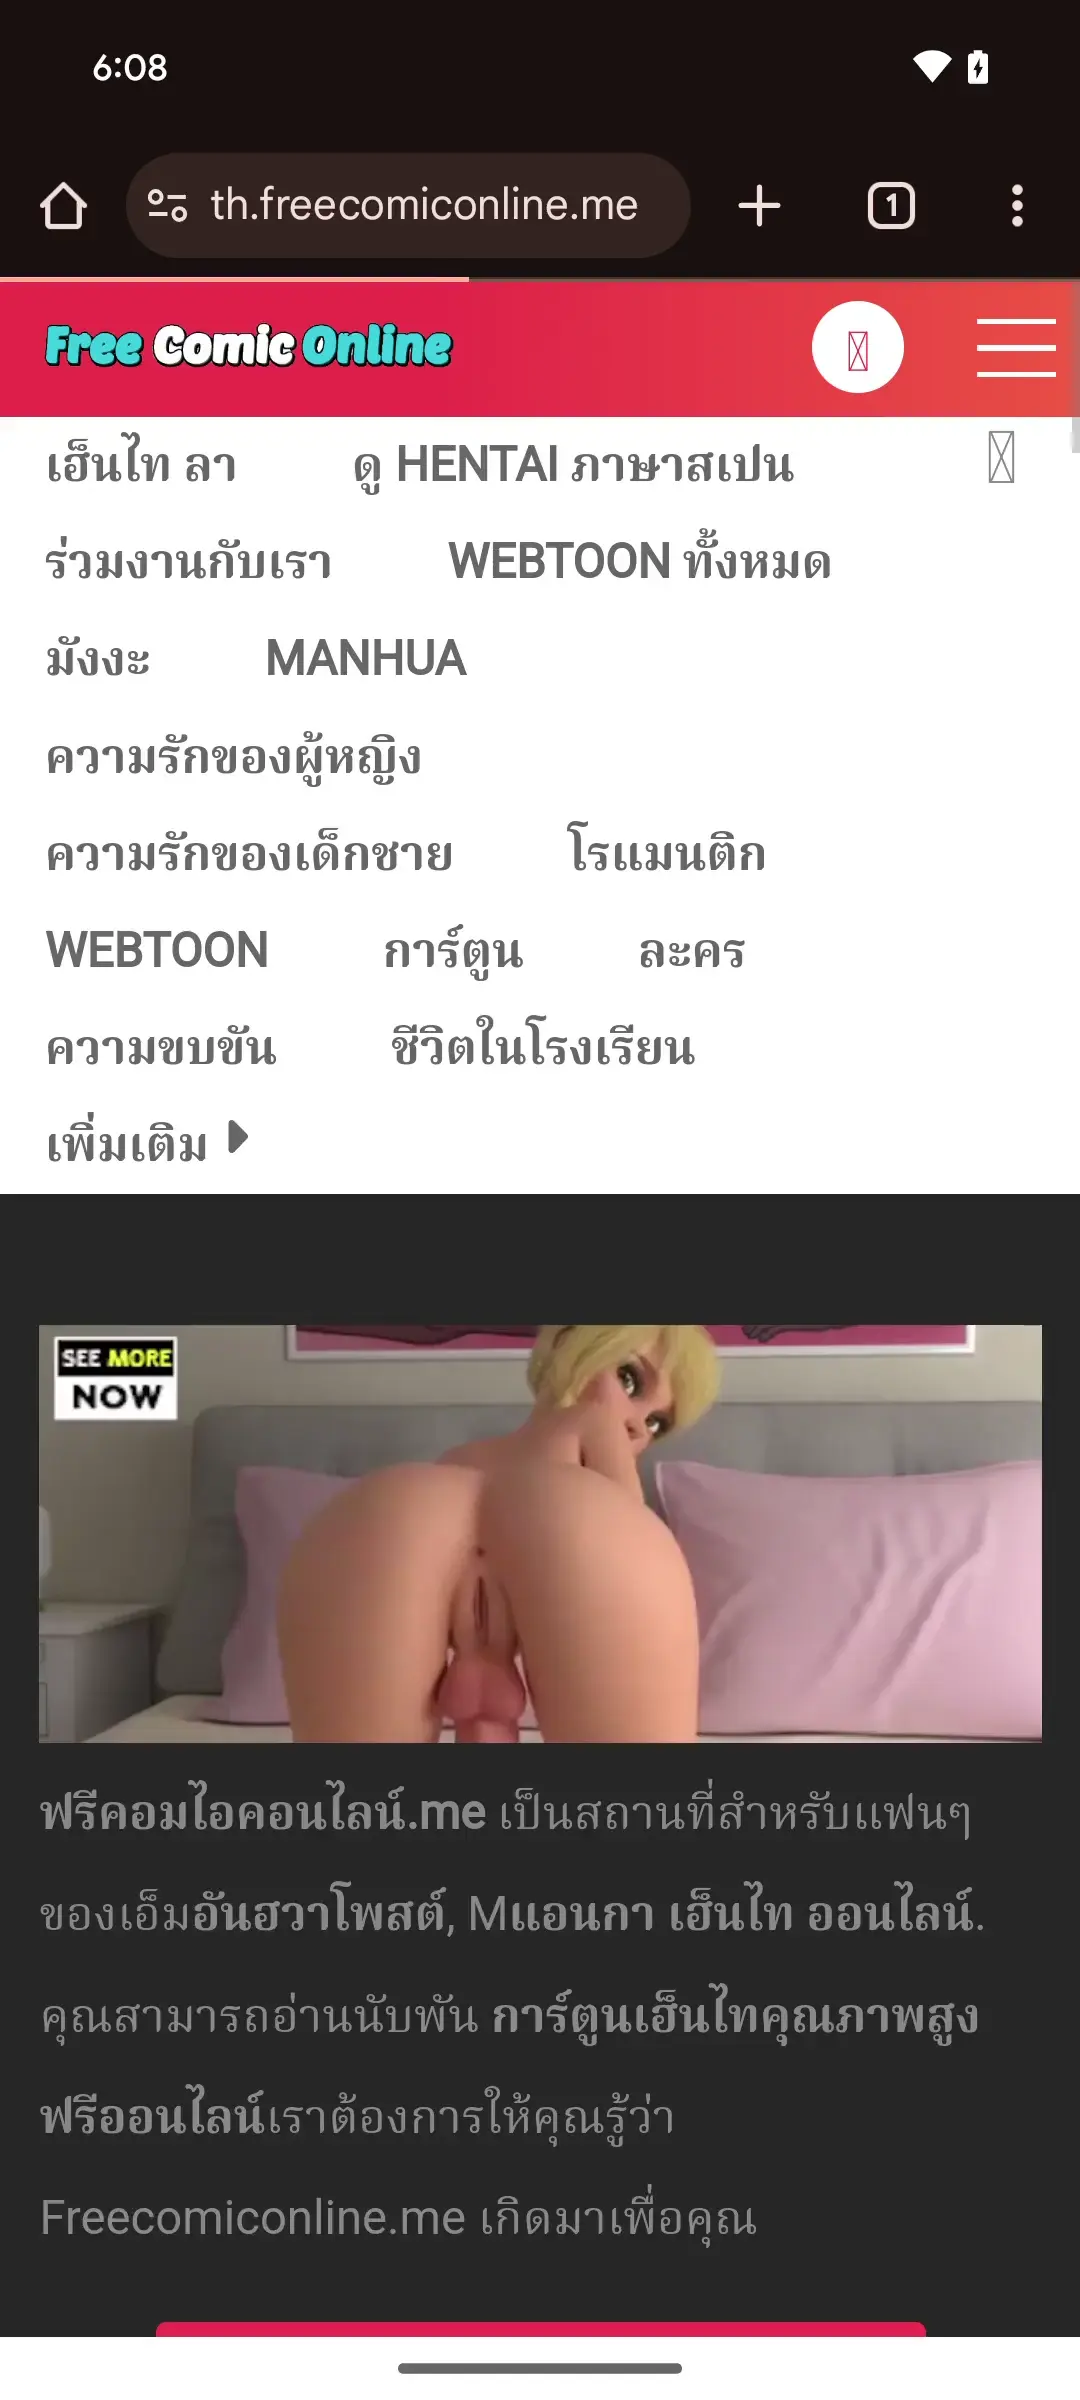 6:08
th.freecomiconline.me
1
Free Comic Online
เฮ็นไท ลา ดู HENTAI ภาษาสเปน
ร่วมงานกับเรา WEBTOON ทั้งหมด
มังงะ MANHUA
ความรักของผู้หญิง
ความรักของเด็กชาย โรแมนติก
WEBTOON การ์ตูน ละคร
ความขบขัน ชีวิตในโรงเรียน
เพิ่มเติม
SEE MORE
NOW
ฟรีคอมไอคอนไลน์.me เป็นสถานที่สำหรับแฟนๆ
ของเอ็มอันฮวาโพสต์, Mแอนกา เฮ็นไท ออนไลน์.
คุณสามารถอ่านนับพัน การ์ตูนเฮ็นไทคุณภาพสูง
ฟรีออนไลน์เราต้องการให้คุณรู้ว่า
Freecomiconline.me เกิดมาเพื่อคุณ